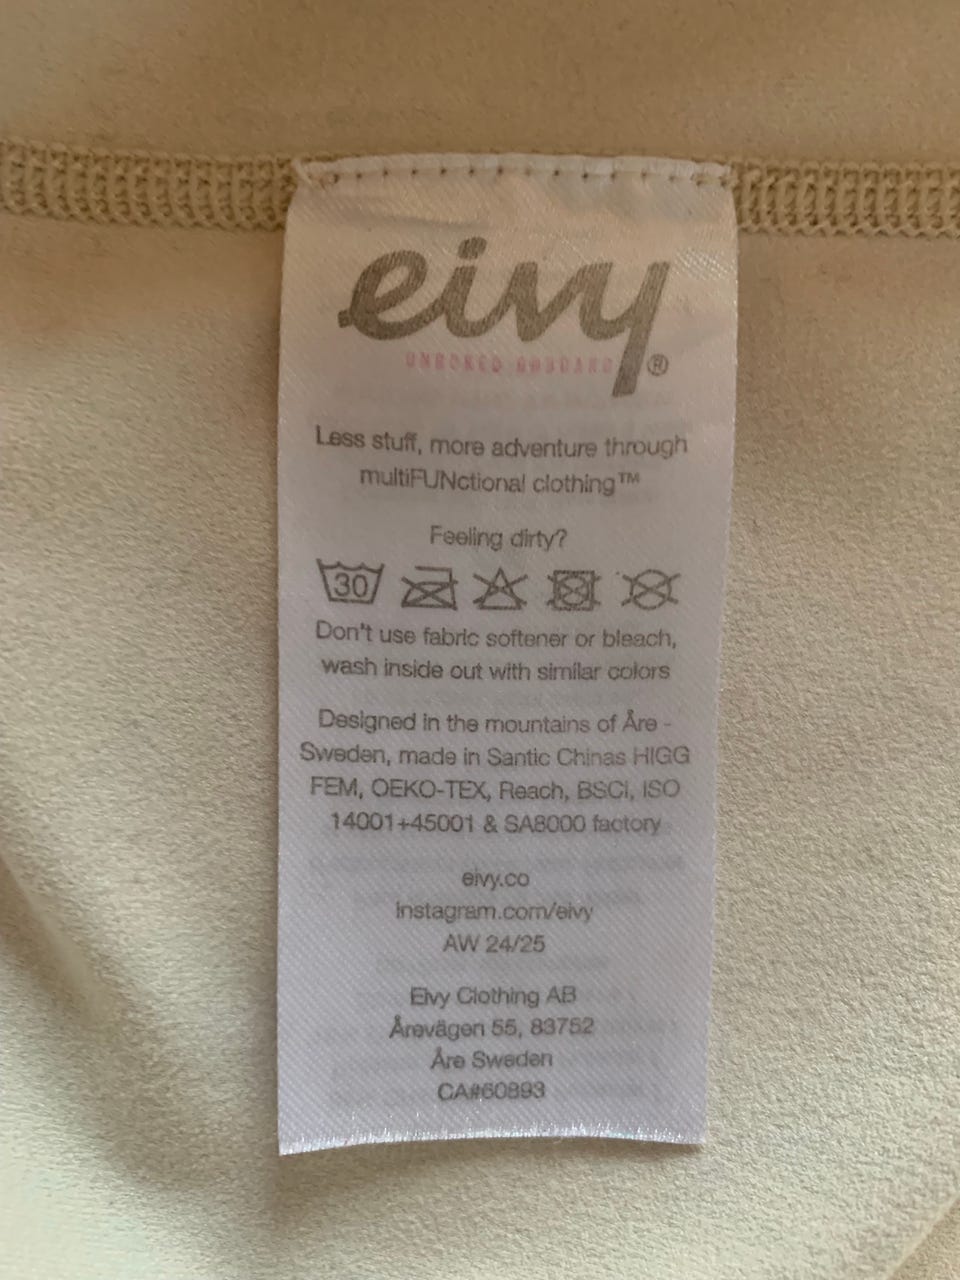 eivy®
Less stuff, more adventure through
multiFUNctional clothing™
Feeling dirty?
30
Don't use fabric softener or bleach,
wash inside out with similar colors
Designed in the mountains of Åre -
Sweden, made in Santic Chinas HIGG
FEM, OEKO-TEX, Reach, BSCI, ISO
14001+45001 & SA8000 factory
eivy.co
instagram.com/eivy
AW 24/25
Eivy Clothing AB
Årevägen 55, 83752
Åre Sweden
CA#60893